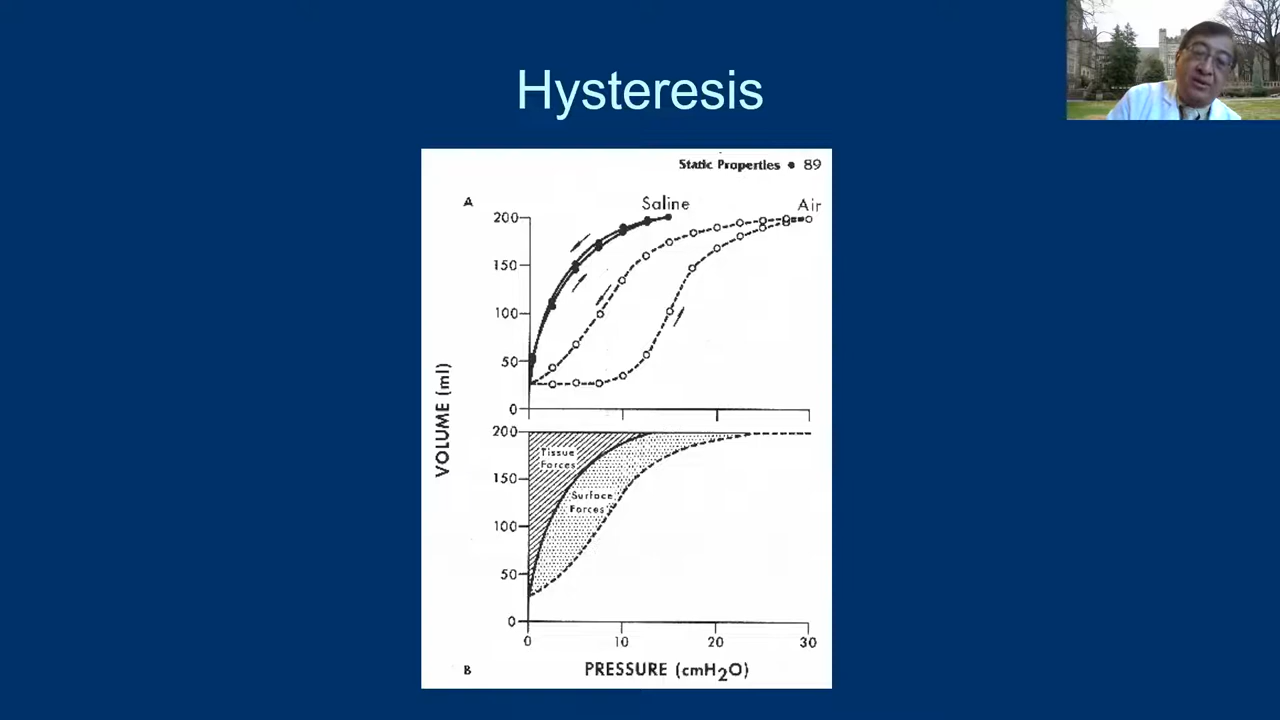 Hysteresis
Static Properties • 89
A
Saline
Air
200
150
100
50
0
VOLUME (ml)
200
150
100
50
0
Tissue
Forces
Surface
Forces
0 10 20 30
B
PRESSURE (cmH₂O)